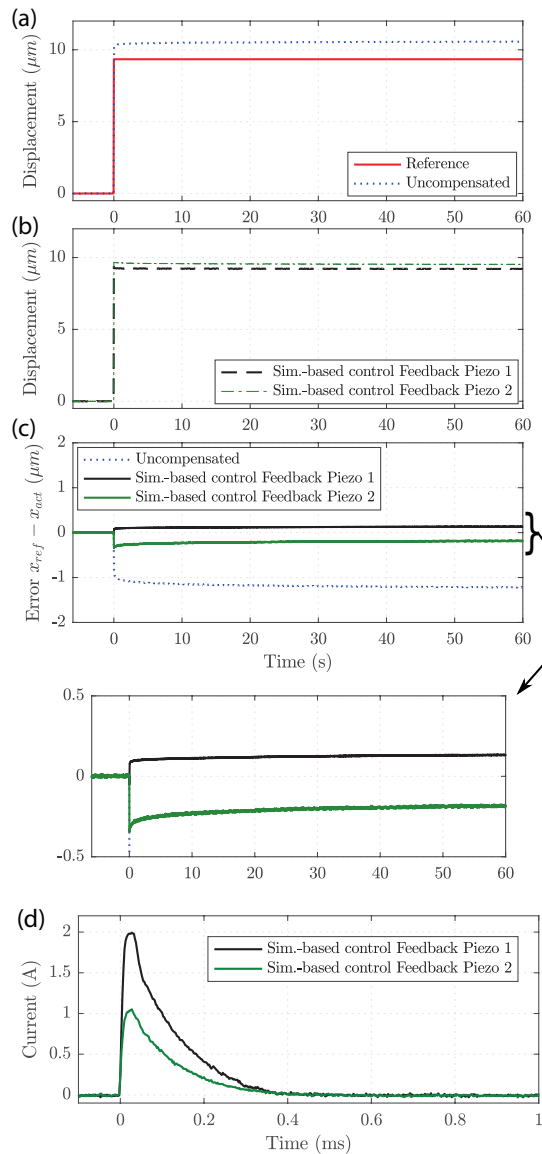 (a)
Displacement (μm)
10
5
0
0
10
20
30
40
50
60
Reference
Uncompensated
(b)
Displacement (μm)
10
5
0
0
10
20
30
40
50
60
Sim.-based control Feedback Piezo 1
Sim.-based control Feedback Piezo 2
(c)
Error x_ref − x_act (μm)
2
1
0
-1
-2
Uncompensated
Sim.-based control Feedback Piezo 1
Sim.-based control Feedback Piezo 2
0
10
20
30
40
50
60
Time (s)
0.5
0
-0.5
0
10
20
30
40
50
60
(d)
Current (A)
2
1.5
1
0.5
0
Sim.-based control Feedback Piezo 1
Sim.-based control Feedback Piezo 2
0
0.2
0.4
0.6
0.8
1
Time (ms)